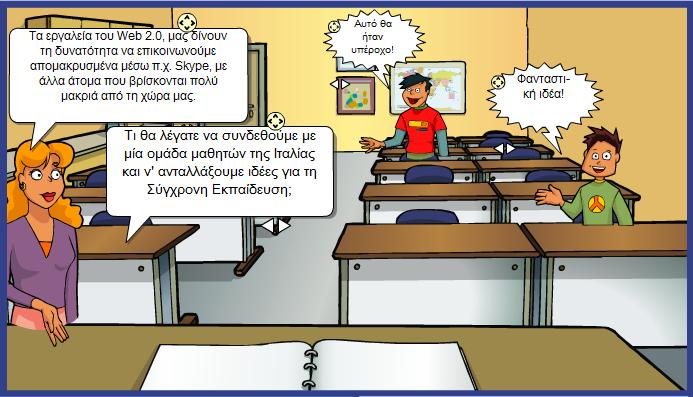 Τα εργαλεία του Web 2.0, μας δίνουν
τη δυνατότητα να επικοινωνούμε
απομακρυσμένα μέσω π.χ. Skype, με
άλλα άτομα που βρίσκονται πολύ
μακριά από τη χώρα μας.
Τι θα λέγατε να συνδεθούμε με
μία ομάδα μαθητών της Ιταλίας
και ν' ανταλλάξουμε ιδέες για τη
Σύγχρονη Εκπαίδευση;
Αυτό θα
ήταν
υπέροχο!
Φανταστι-
κή ιδέα!